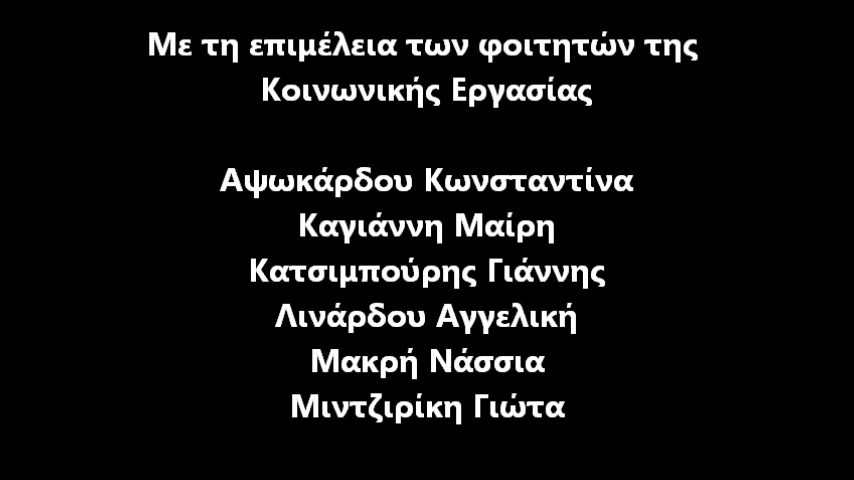 Με τη επιμέλεια των φοιτητών της
Κοινωνικής Εργασίας
Αψωκάρδου Κωνσταντίνα
Καγιάννη Μαίρη
Κατσιμπούρης Γιάννης
Λινάρδου Αγγελική
Μακρή Νάσσια
Μιντζιρίκη Γιώτα